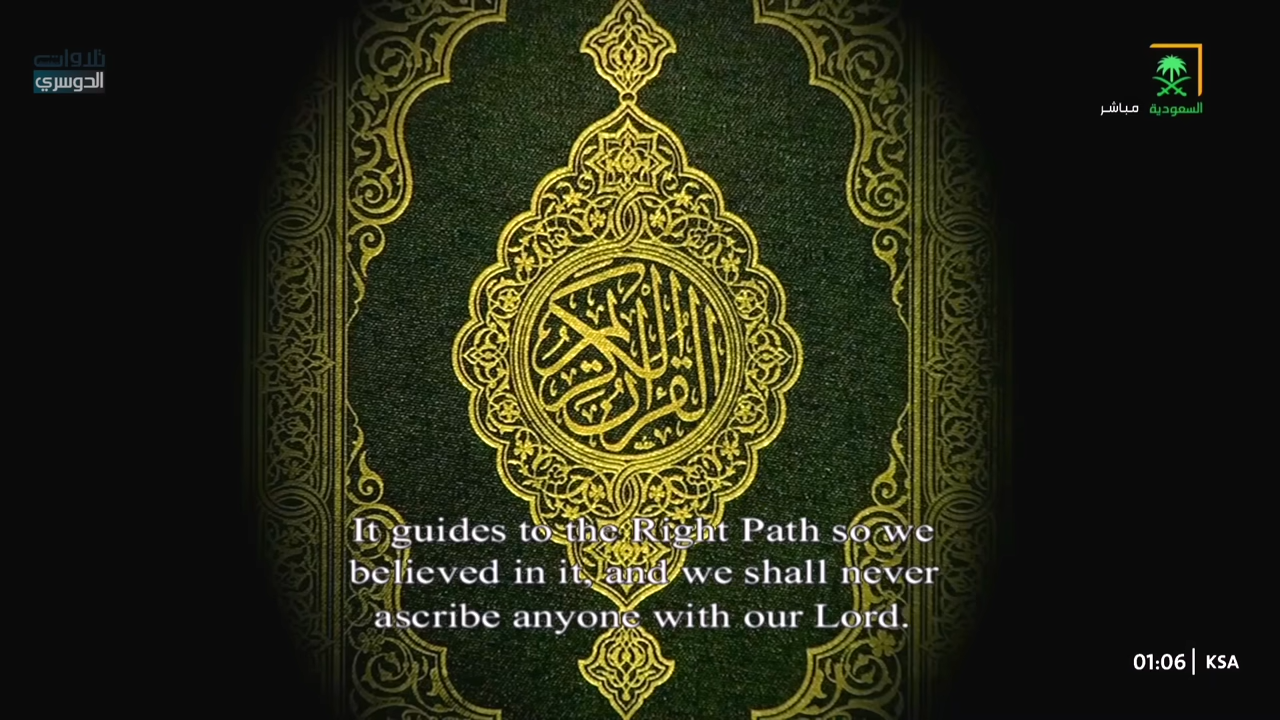 تلاوات
الدوسري
السعودية مباشر
القرآن الكريم
It guides to the Right Path so we
believed in it, and we shall never
ascribe anyone with our Lord.
01:06 | KSA